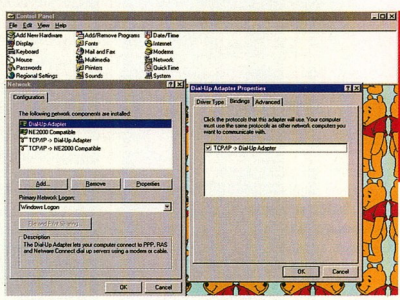 Control Panel
File Edit View Help
Add New Hardware
Add/Remove Programs
Date/Time
Display
Fonts
Internet
Keyboard
Mail and Fax
Modems
Mouse
Multimedia
Network
Passwords
Printers
QuickTime
Regional Settings
Sounds
System
Network
Configuration
The following network components are installed:
Dial-Up Adapter
NE2000 Compatible
TCP/IP -> Dial-Up Adapter
TCP/IP -> NE2000 Compatible
Add...
Remove
Properties
Primary Network Logon:
Windows Logon
File and Print Sharing...
Description
The Dial-Up Adapter lets your computer connect to PPP, RAS
and Netware Connect dial up servers using a modem or cable.
OK
Cancel
Dial-Up Adapter Properties
Driver Type
Bindings
Advanced
Click the protocols that this adapter will use. Your computer
must use the same protocols as other network computers you
want to communicate with.
TCP/IP -> Dial-Up Adapter
OK
Cancel